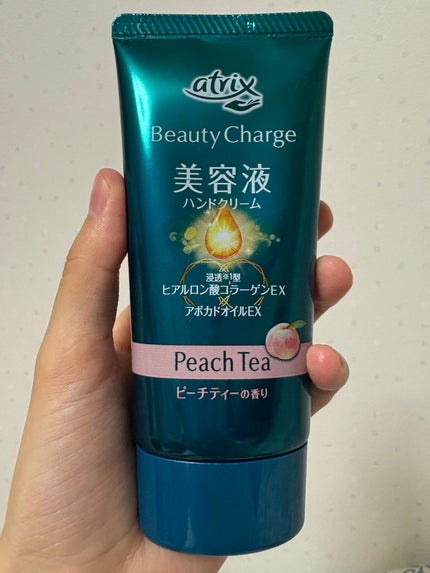 atrix
Beauty Charge
美容液
ハンドクリーム
浸透※1型
ヒアルロン酸コラーゲンEX
アボカドオイルEX
Peach Tea
ピーチティーの香り